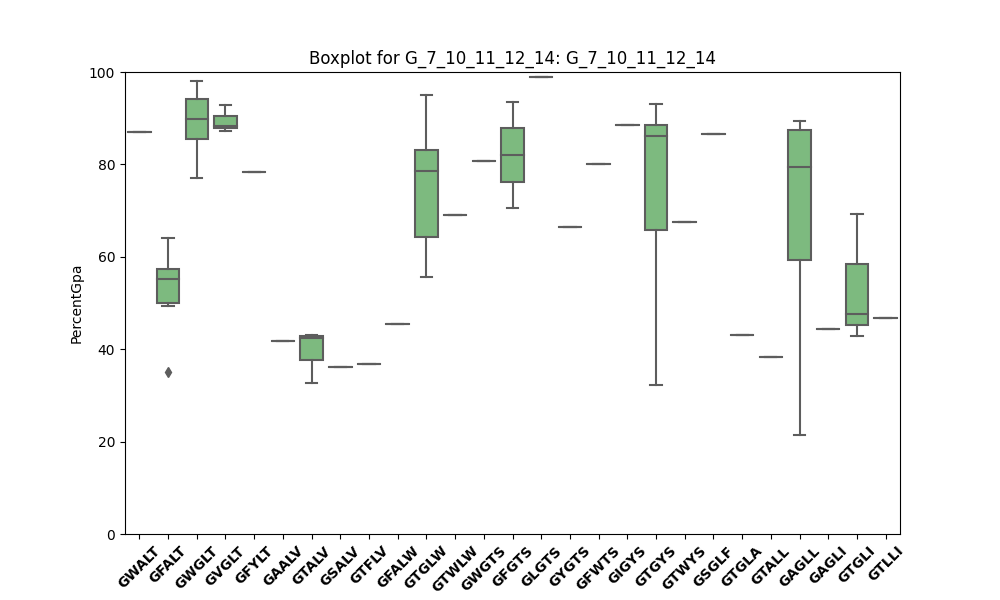 Boxplot for G_7_10_11_12_14: G_7_10_11_12_14
PercentGpa
100
80
60
40
20
0
GWALT
GFALT
GWGLT
GVGLT
GFYLT
GAALV
GTALV
GSALV
GTFLV
GFALW
GTGLW
GTWLW
GWGTS
GFGTS
GLGTS
GYGTS
GFWTS
GIGYS
GTGYS
GTWYS
GSGLF
GTGLA
GTALL
GAGLL
GAGLI
GTGLI
GTLLI